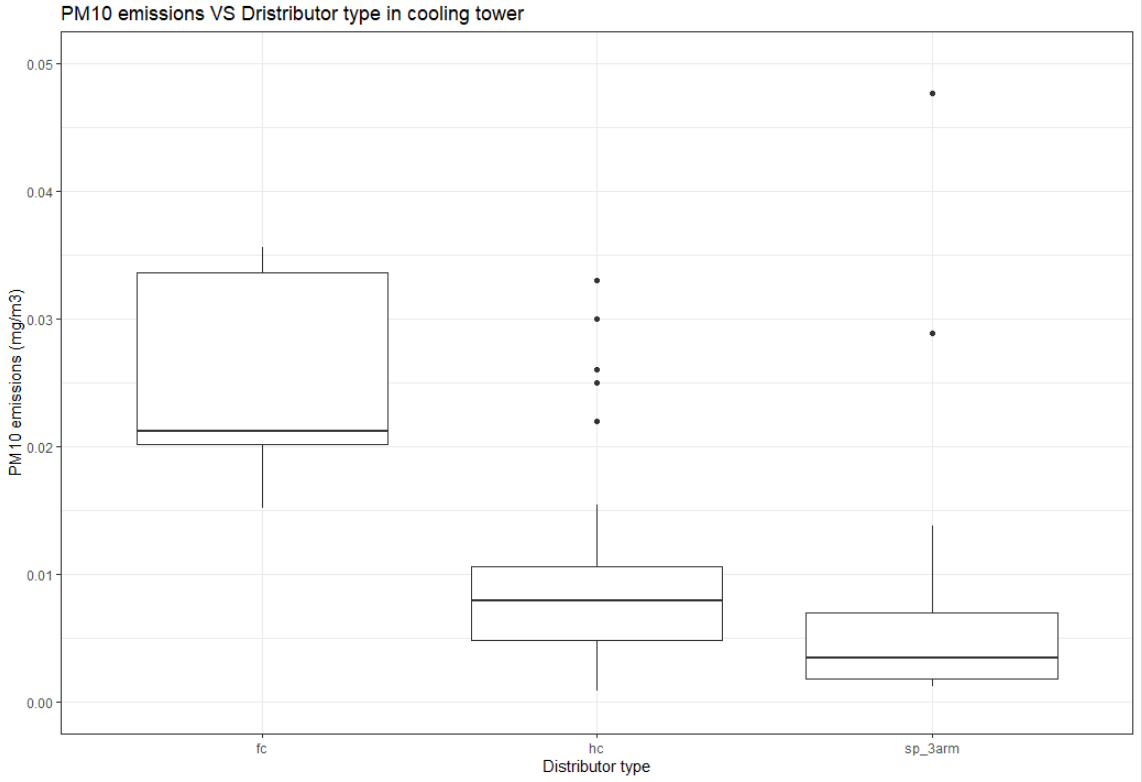 PM10 emissions VS Dristributor type in cooling tower
0.05
0.04
0.03
0.02
0.01
0.00
PM10 emissions (mg/m3)
fc hc sp_3arm
Distributor type